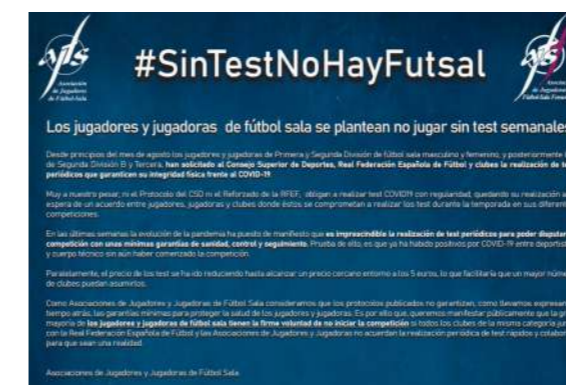 ajfs
Asociación
de Jugadores
de Fútbol-Sala
#SinTestNoHayFutsal
Los jugadores y jugadoras de fútbol sala se plantean no jugar sin test semanale
Desde principios del mes de agosto los jugadores y jugadoras de Primera y Segunda División de fútbol sala masculino y femenino, y posteriormente
de Segunda División B y Tercera, han solicitado al Consejo Superior de Deportes, Real Federación Española de Fútbol y clubes la realización de
periódicos que garanticen su integridad física frente al COVID-19.
Muy a nuestro pesar, ni el Protocolo del CSD ni el Reforzado de la RFEF, obligan a realizar test COVID19 con regularidad, quedando su realización a
espera de un acuerdo entre jugadores, jugadoras y clubes donde éstos se comprometan a realizar los test durante la temporada en sus diferent
competiciones.
En las últimas semanas la evolución de la pandemia ha puesto de manifiesto que es imprescindible la realización de test periódicos para poder disputar
competición con unas mínimas garantías de sanidad, control y seguimiento. Prueba de ello, es que ya ha habido positivos por COVID-19 entre deportis
y cuerpo técnico sin aún haber comenzado la competición.
Paralelamente, el precio de los test se ha ido reduciendo hasta alcanzar un precio cercano entorno a los 5 euros, lo que facilitaría que un mayor núme
de clubes puedan asumirlos.
Como Asociaciones de Jugadores y Jugadoras de Fútbol Sala consideramos que los protocolos publicados no garantizan, como llevamos expresan
tiempo atrás, las garantías mínimas para proteger la salud de los jugadores y jugadoras. Es por ello que, queremos manifestar públicamente que la gr
mayoría de los jugadores y jugadoras de fútbol sala tienen la firme voluntad de no iniciar la competición si todos los clubes de la misma categoría jun
con la Real Federación Española de Fútbol y las Asociaciones de Jugadores y Jugadoras no acuerdan la realización periódica de test rápidos y colabor
para que sean una realidad.
Asociaciones de Jugadores y Jugadoras de Fútbol Sala